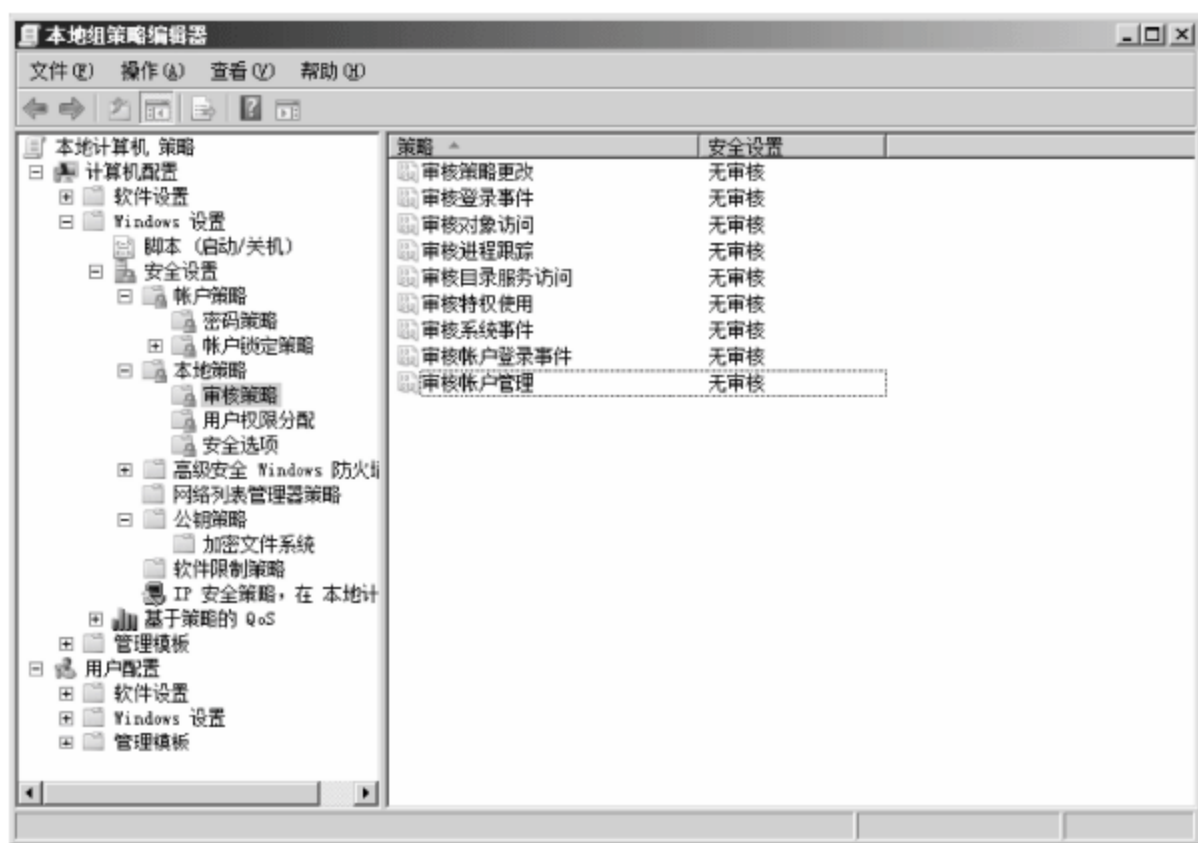 本地组策略编辑器
文件(F) 操作(A) 查看(V) 帮助(H)
本地计算机 策略
计算机配置
软件设置
Windows 设置
脚本 (启动/关机)
安全设置
帐户策略
密码策略
帐户锁定策略
本地策略
审核策略
用户权限分配
安全选项
高级安全 Windows 防火墙
网络列表管理器策略
公钥策略
加密文件系统
软件限制策略
IP 安全策略，在 本地计
基于策略的 QoS
管理模板
用户配置
软件设置
Windows 设置
管理模板
策略 安全设置
审核策略更改 无审核
审核登录事件 无审核
审核对象访问 无审核
审核进程跟踪 无审核
审核目录服务访问 无审核
审核特权使用 无审核
审核系统事件 无审核
审核帐户登录事件 无审核
审核帐户管理 无审核